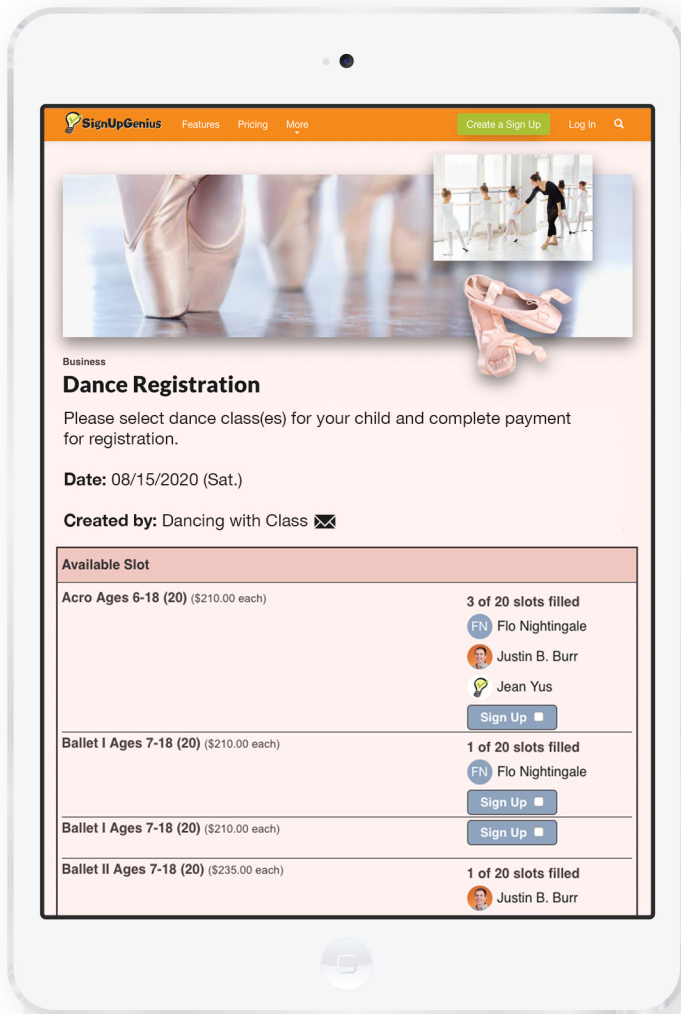 SignUpGenius Features Pricing More Create a Sign Up Log In
Business
Dance Registration
Please select dance class(es) for your child and complete payment
for registration.
Date: 08/15/2020 (Sat.)
Created by: Dancing with Class
Available Slot
Acro Ages 6-18 (20) ($210.00 each)
3 of 20 slots filled
FN Flo Nightingale
Justin B. Burr
Jean Yus
Sign Up
Ballet I Ages 7-18 (20) ($210.00 each)
1 of 20 slots filled
FN Flo Nightingale
Sign Up
Ballet I Ages 7-18 (20) ($210.00 each)
Sign Up
Ballet II Ages 7-18 (20) ($235.00 each)
1 of 20 slots filled
Justin B. Burr